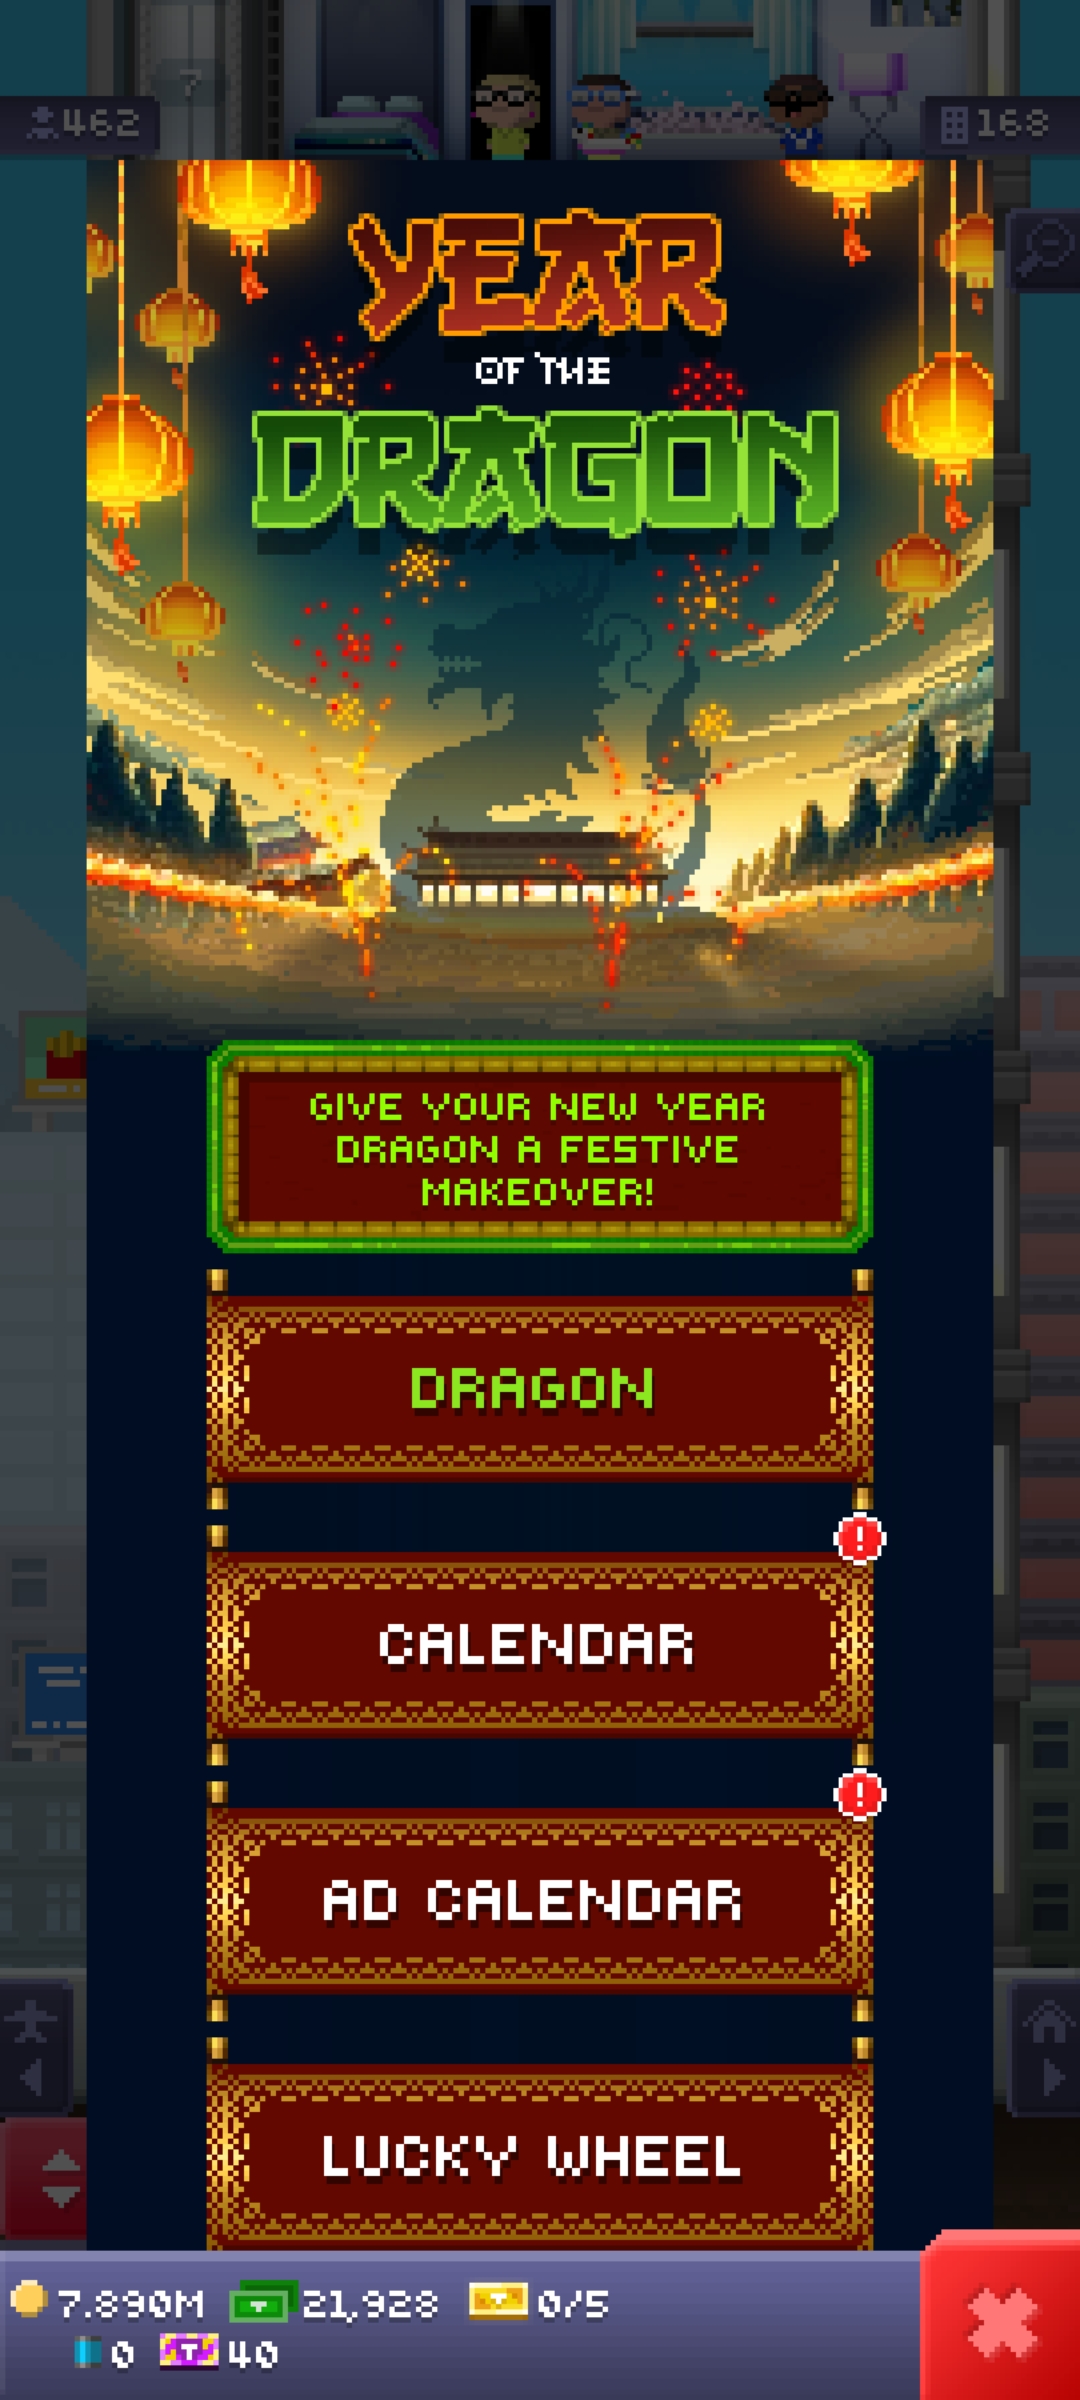 462
168
YEAR
OF THE
DRAGON
GIVE YOUR NEW YEAR
DRAGON A FESTIVE
MAKEOVER!
DRAGON
!
CALENDAR
!
AD CALENDAR
LUCKY WHEEL
7.890M 21,928 0/5
0 T 40